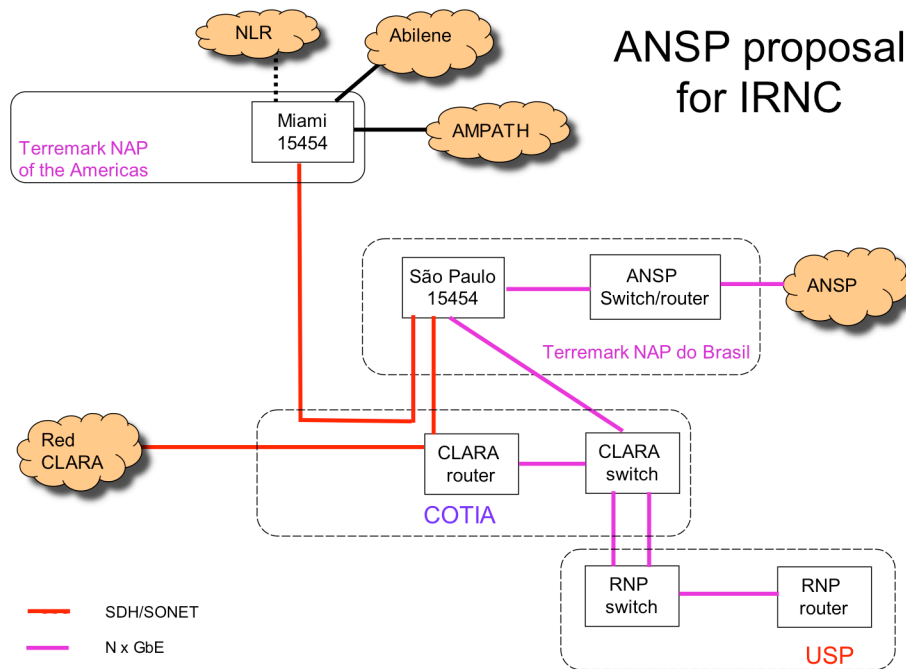 ANSP proposal
for IRNC
NLR
Abilene
Miami
15454
AMPATH
Terremark NAP
of the Americas
São Paulo
15454
ANSP
Switch/router
ANSP
Terremark NAP do Brasil
Red
CLARA
CLARA
router
CLARA
switch
COTIA
RNP
switch
RNP
router
USP
SDH/SONET
N x GbE